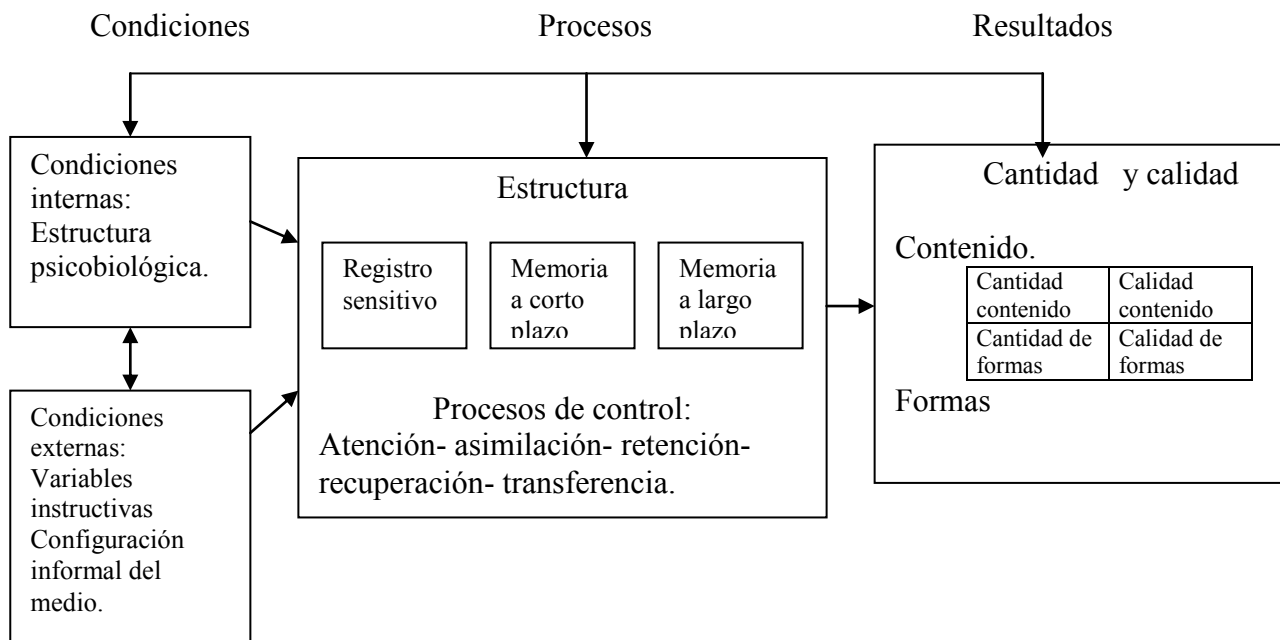 Condiciones Procesos Resultados
Condiciones
internas:
Estructura
psicobiológica.
Condiciones
externas:
Variables
instructivas
Configuración
informal del
medio.
Estructura
Registro
sensitivo
Memoria
a corto
plazo
Memoria
a largo
plazo
Procesos de control:
Atención- asimilación- retención-
recuperación- transferencia.
Cantidad y calidad
Contenido.
Cantidad
contenido
Calidad
contenido
Cantidad de
formas
Calidad de
formas
Formas